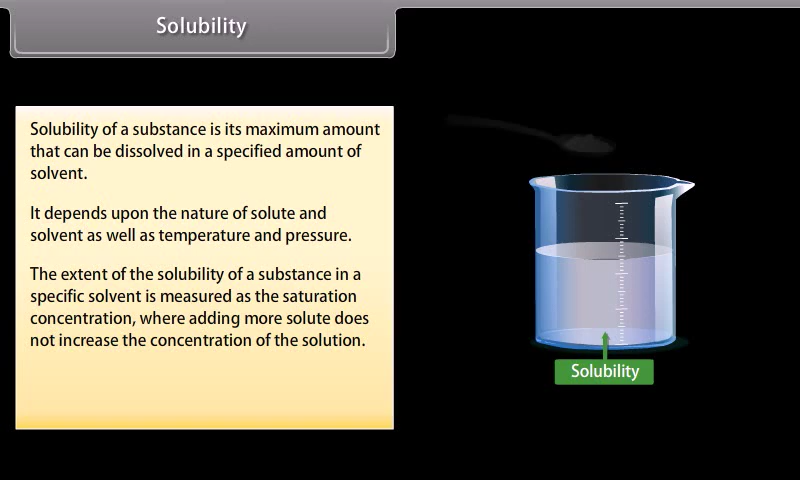 Solubility
Solubility of a substance is its maximum amount
that can be dissolved in a specified amount of
solvent.
It depends upon the nature of solute and
solvent as well as temperature and pressure.
The extent of the solubility of a substance in a
specific solvent is measured as the saturation
concentration, where adding more solute does
not increase the concentration of the solution.
Solubility